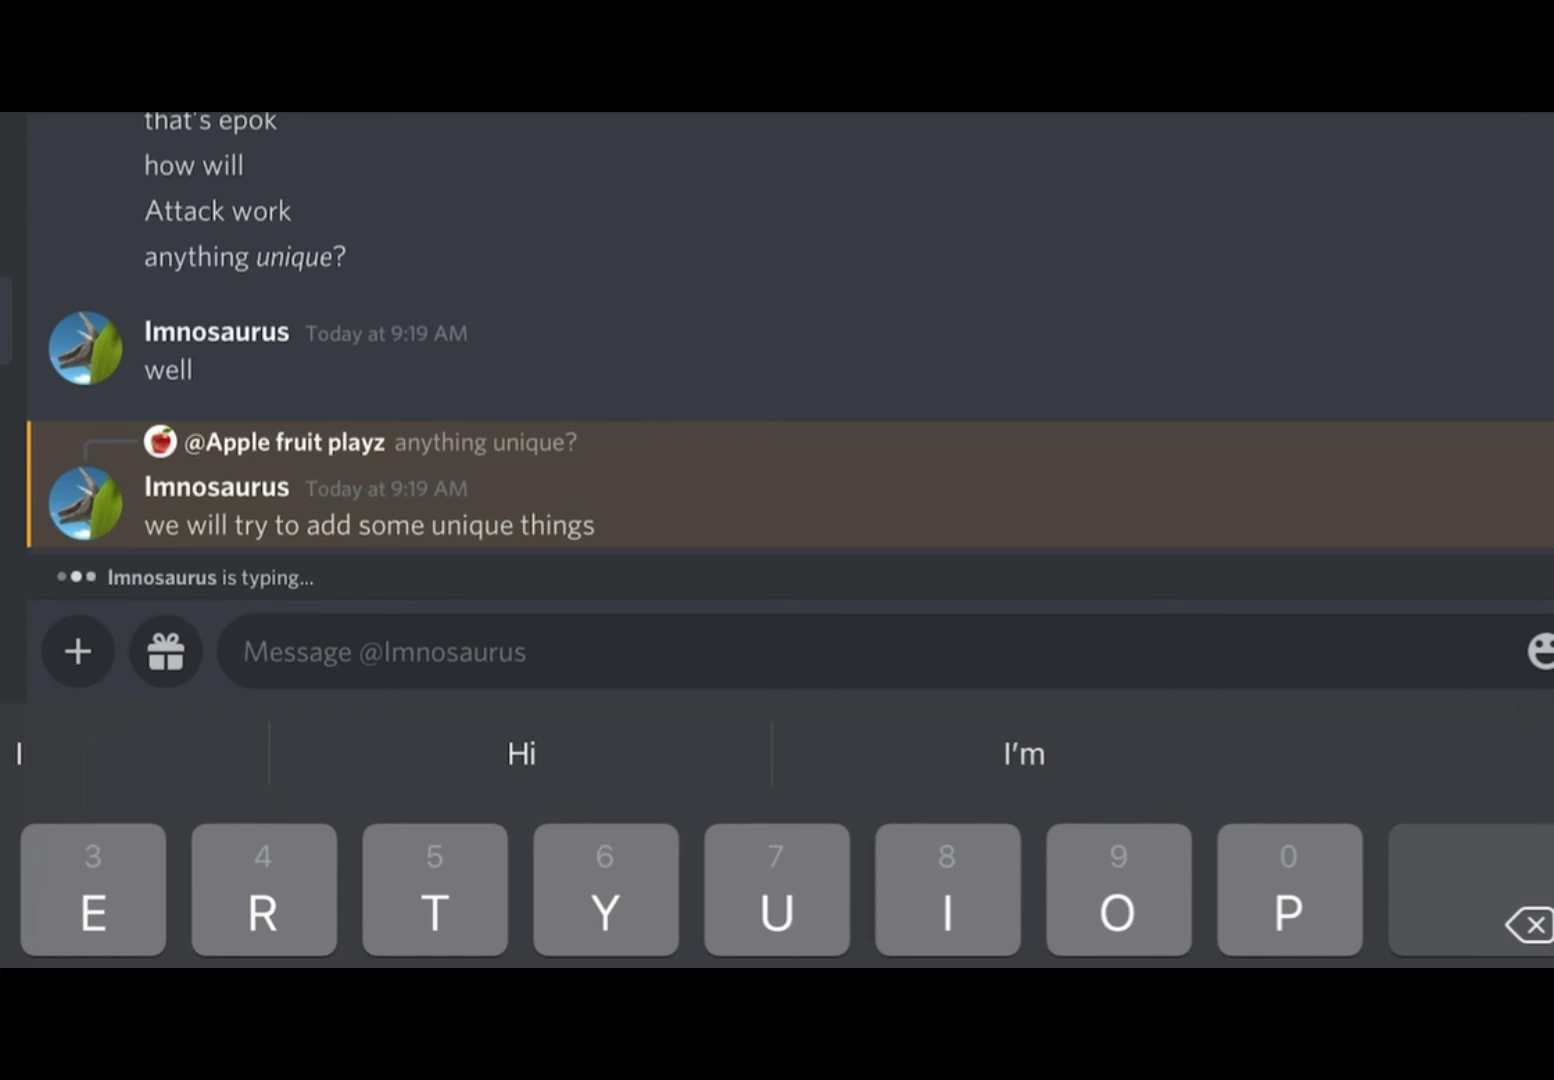 that's epok
how will
Attack work
anything unique?
Imnosaurus Today at 9:19 AM
well
@Apple fruit playz anything unique?
Imnosaurus Today at 9:19 AM
we will try to add some unique things
Imnosaurus is typing...
Message @Imnosaurus
I Hi I'm
3 4 5 6 7 8 9 0
E R T Y U I O P